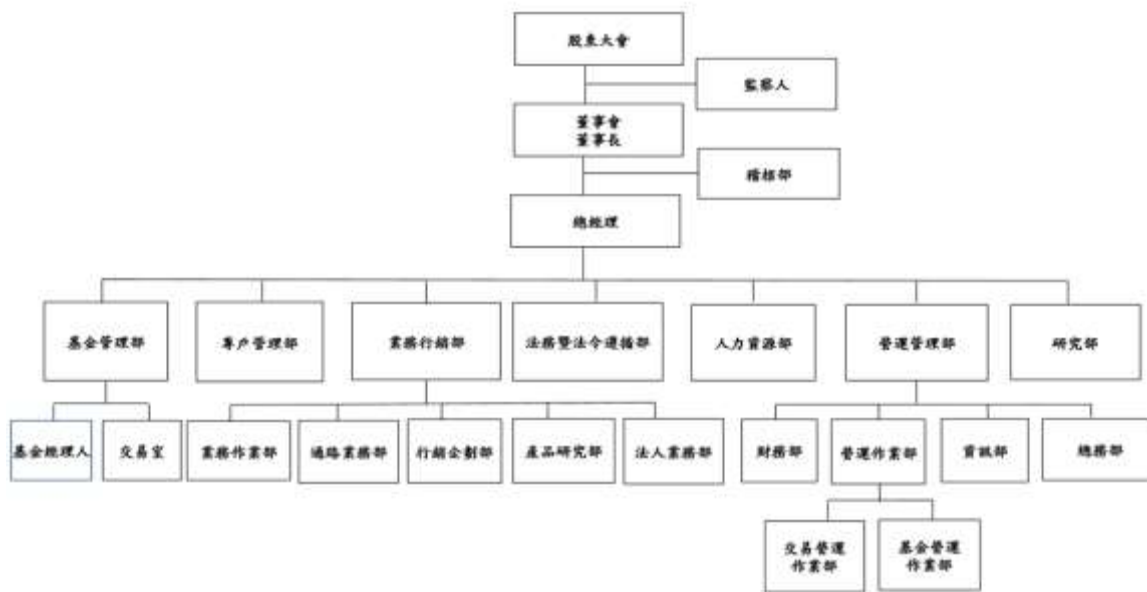 股東大會
監察人
董事會
董事長
稽核部
總經理
基金管理部
專戶管理部
業務行銷部
法務暨法令遵循部
人力資源部
營運管理部
研究部
基金經理人
交易室
業務作業部
通路業務部
行銷企劃部
產品研究部
法人業務部
財務部
營運作業部
資訊部
總務部
交易營運
作業部
基金營運
作業部